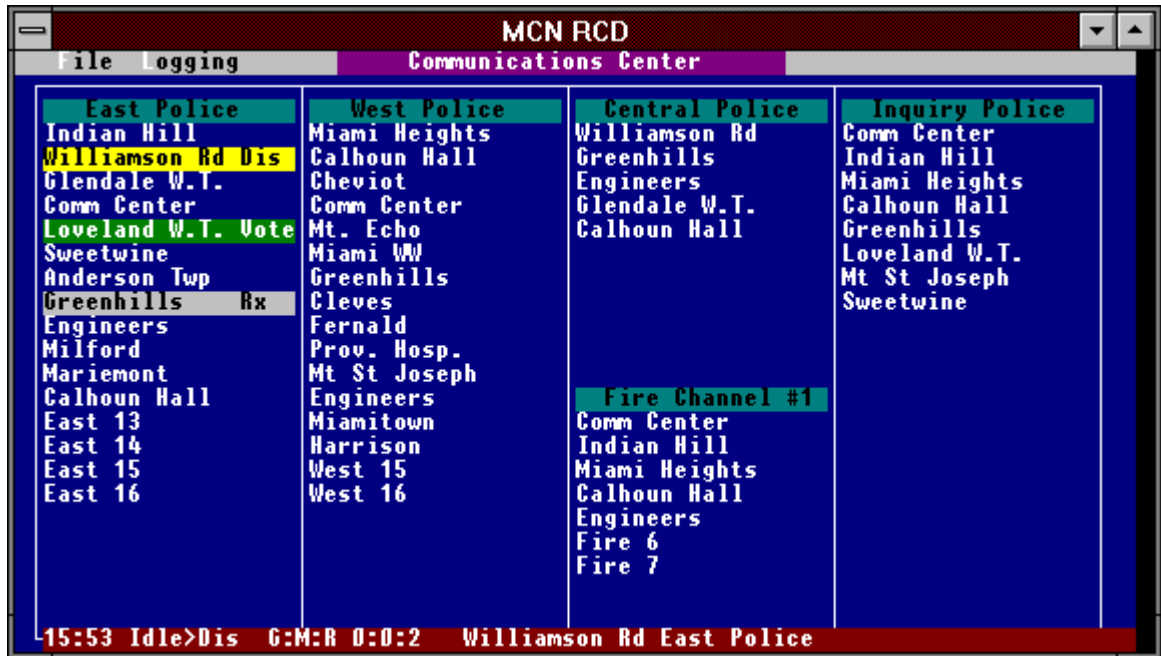 MCN RCD
File Logging Communications Center
East Police
Indian Hill
Williamson Rd Dis
Glendale W.T.
Comm Center
Loveland W.T. Vote
Sweetwine
Anderson Twp
Greenhills Rx
Engineers
Milford
Mariemont
Calhoun Hall
East 13
East 14
East 15
East 16
West Police
Miami Heights
Calhoun Hall
Cheviot
Comm Center
Mt. Echo
Miami WW
Greenhills
Cleves
Fernald
Prov. Hosp.
Mt St Joseph
Engineers
Miamitown
Harrison
West 15
West 16
Central Police
Williamson Rd
Greenhills
Engineers
Glendale W.T.
Calhoun Hall
Fire Channel #1
Comm Center
Indian Hill
Miami Heights
Calhoun Hall
Engineers
Fire 6
Fire 7
Inquiry Police
Comm Center
Indian Hill
Miami Heights
Calhoun Hall
Greenhills
Loveland W.T.
Mt St Joseph
Sweetwine
15:53 Idle>Dis G:M:R 0:0:2 Williamson Rd East Police